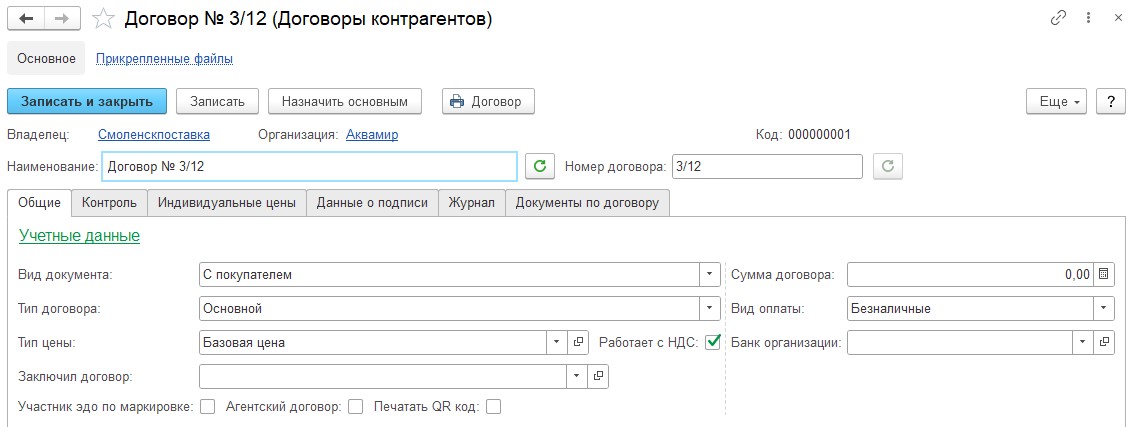 Договор № 3/12 (Договоры контрагентов)
Основное Прикрепленные файлы
Записать и закрыть Записать Назначить основным Договор Еще ?
Владелец: Смоленскпоставка Организация: Аквамир Код: 000000001
Наименование: Договор № 3/12 Номер договора: 3/12
Общие Контроль Индивидуальные цены Данные о подписи Журнал Документы по договору
Учетные данные
Вид документа: С покупателем Сумма договора: 0,00
Тип договора: Основной Вид оплаты: Безналичные
Тип цены: Базовая цена Работает с НДС: Банк организации:
Заключил договор:
Участник эдо по маркировке: Агентский договор: Печатать QR код: